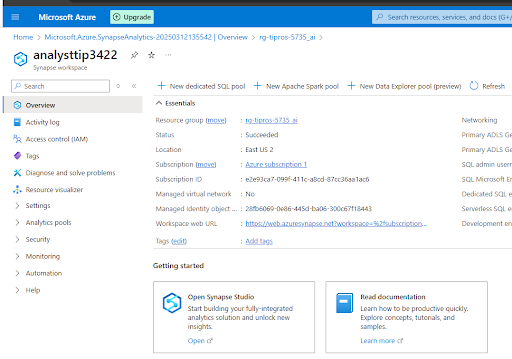 Microsoft Azure
Upgrade
Search resources, services, and docs (G+/)
Home > Microsoft.Azure.SynapseAnalytics-20250312135542 | Overview > rg-tipros-5735_ai >
analysttip3422
Synapse workspace
Search
New dedicated SQL pool
New Apache Spark pool
New Data Explorer pool (preview)
Refresh
Overview
Activity log
Access control (IAM)
Tags
Diagnose and solve problems
Resource visualizer
Settings
Analytics pools
Security
Monitoring
Automation
Help
Essentials
Resource group (move) : rg-tipros-5735_ai
Status : Succeeded
Location : East US 2
Subscription (move) : Azure subscription 1
Subscription ID : e2e93ca7-099f-411c-a8cd-87cc36aa1ac6
Managed virtual network : No
Managed Identity object ... : 28fb6069-0e86-445d-ba06-300c67f18443
Workspace web URL : https://web.azuresynapse.net?workspace=%2fsubscription...
Tags (edit) : Add tags
Networking
Primary ADLS Ge
Primary ADLS Ge
SQL admin usern
SQL Microsoft En
Dedicated SQL e
Serverless SQL e
Development en
Getting started
Open Synapse Studio
Start building your fully-integrated
analytics solution and unlock new
insights.
Open
Read documentation
Learn how to be productive quickly.
Explore concepts, tutorials, and
samples.
Learn more